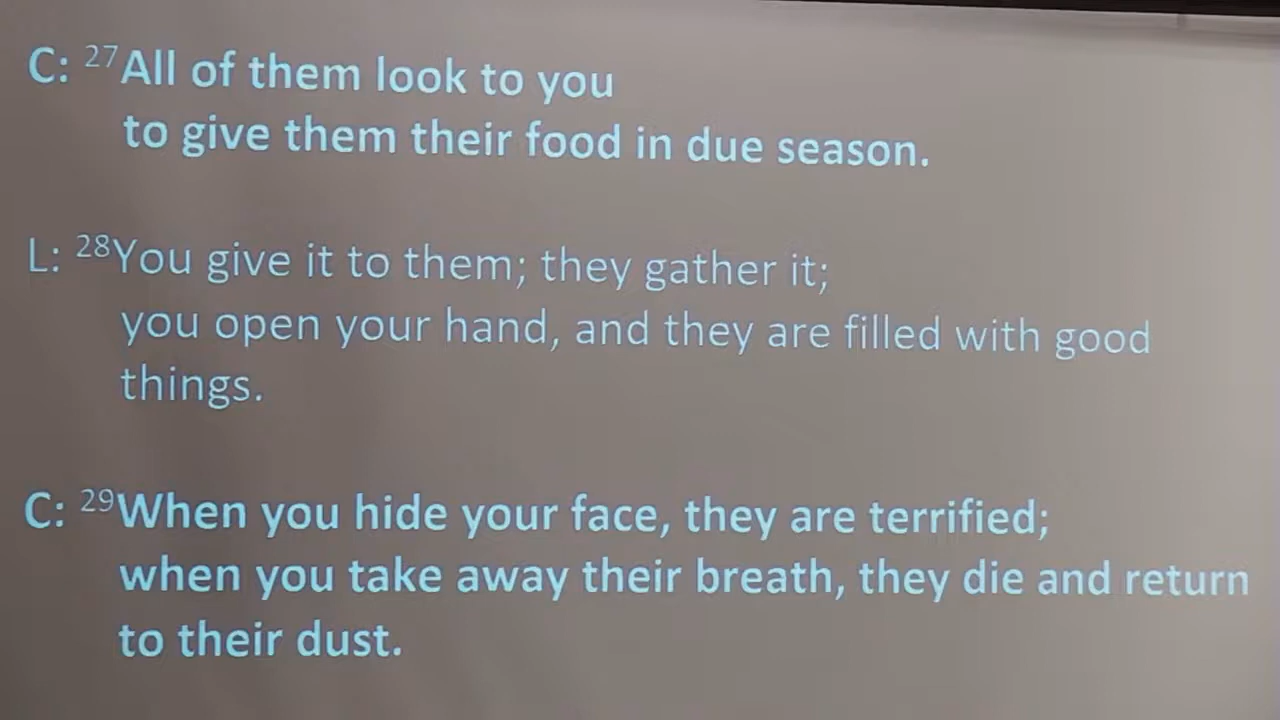 C: 27All of them look to you
to give them their food in due season.
L: 28You give it to them; they gather it;
you open your hand, and they are filled with good
things.
C: 29When you hide your face, they are terrified;
when you take away their breath, they die and return
to their dust.